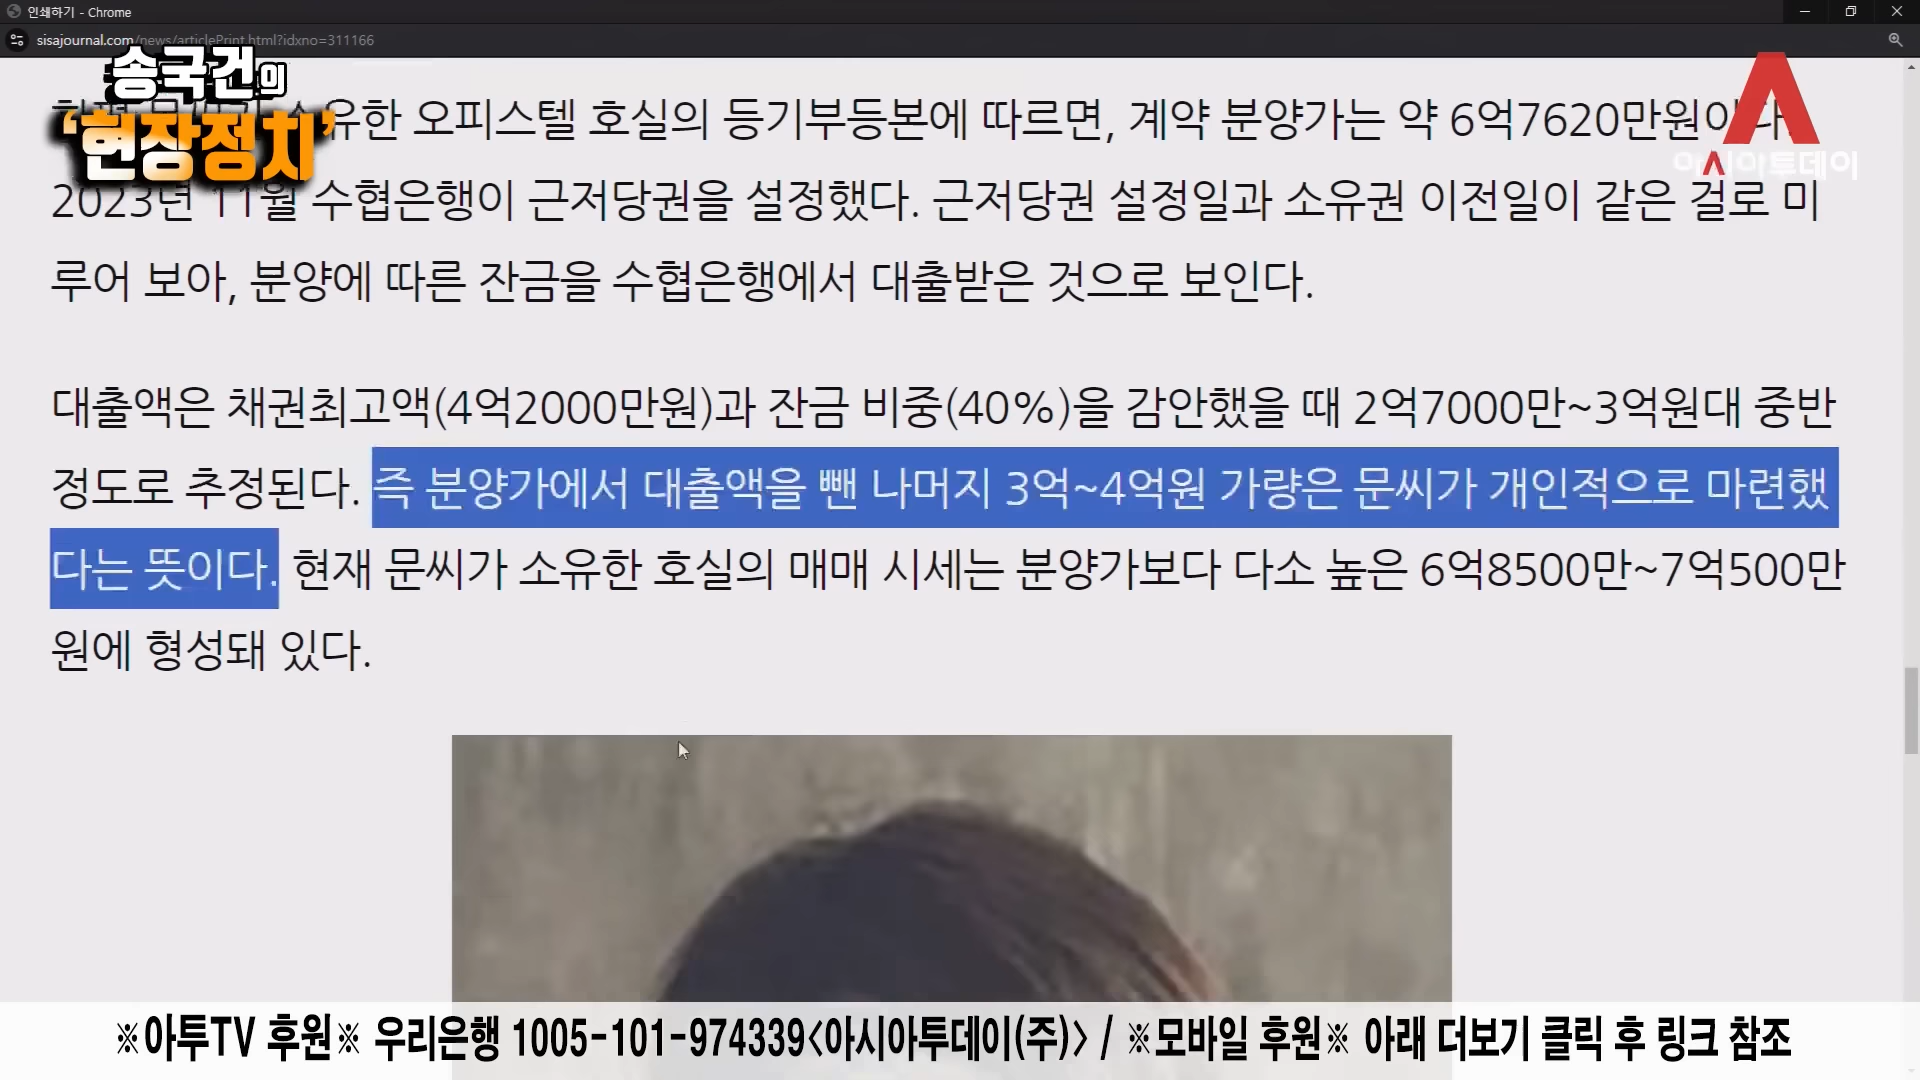 인쇄하기 - Chrome
sisajournal.com/news/articlePrint.html?idxno=311166
송국건의
'현장정치'
아시아투데이
유한 오피스텔 호실의 등기부등본에 따르면, 계약 분양가는 약 6억7620만원이다.
2023년 11월 수협은행이 근저당권을 설정했다. 근저당권 설정일과 소유권 이전일이 같은 걸로 미
루어 보아, 분양에 따른 잔금을 수협은행에서 대출받은 것으로 보인다.
대출액은 채권최고액(4억2000만원)과 잔금 비중(40%)을 감안했을 때 2억7000만~3억원대 중반
정도로 추정된다. 즉 분양가에서 대출액을 뺀 나머지 3억~4억원 가량은 문씨가 개인적으로 마련했
다는 뜻이다. 현재 문씨가 소유한 호실의 매매 시세는 분양가보다 다소 높은 6억8500만~7억500만
원에 형성돼 있다.
※아투TV 후원※ 우리은행 1005-101-974339<아시아투데이(주)> / ※모바일 후원※ 아래 더보기 클릭 후 링크 참조